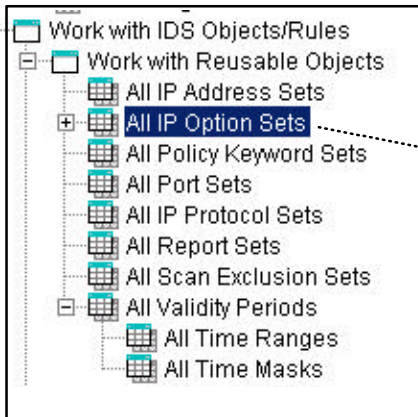 Work with IDS Objects/Rules
Work with Reusable Objects
All IP Address Sets
All IP Option Sets
All Policy Keyword Sets
All Port Sets
All IP Protocol Sets
All Report Sets
All Scan Exclusion Sets
All Validity Periods
All Time Ranges
All Time Masks